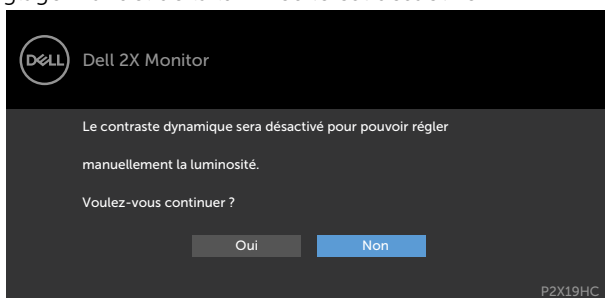 DELL
Dell 2X Monitor
Le contraste dynamique sera désactivé pour pouvoir régler
manuellement la luminosité.
Voulez-vous continuer ?
Oui
Non
P2X19HC